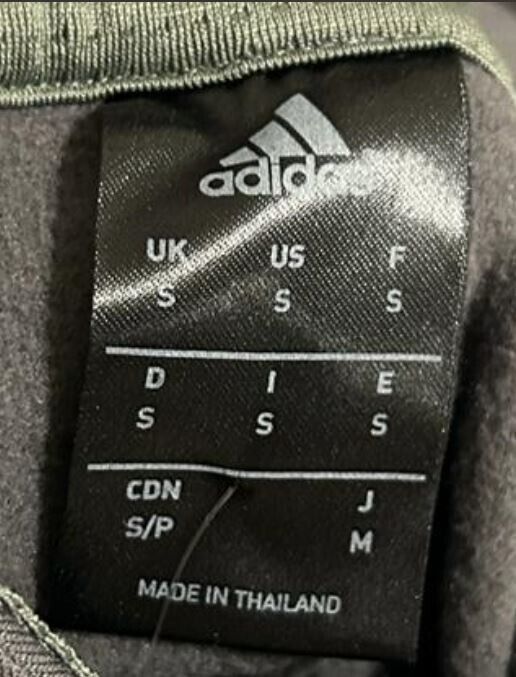 adidas
UK US F
S S S
D I E
S S S
CDN J
S/P M
MADE IN THAILAND